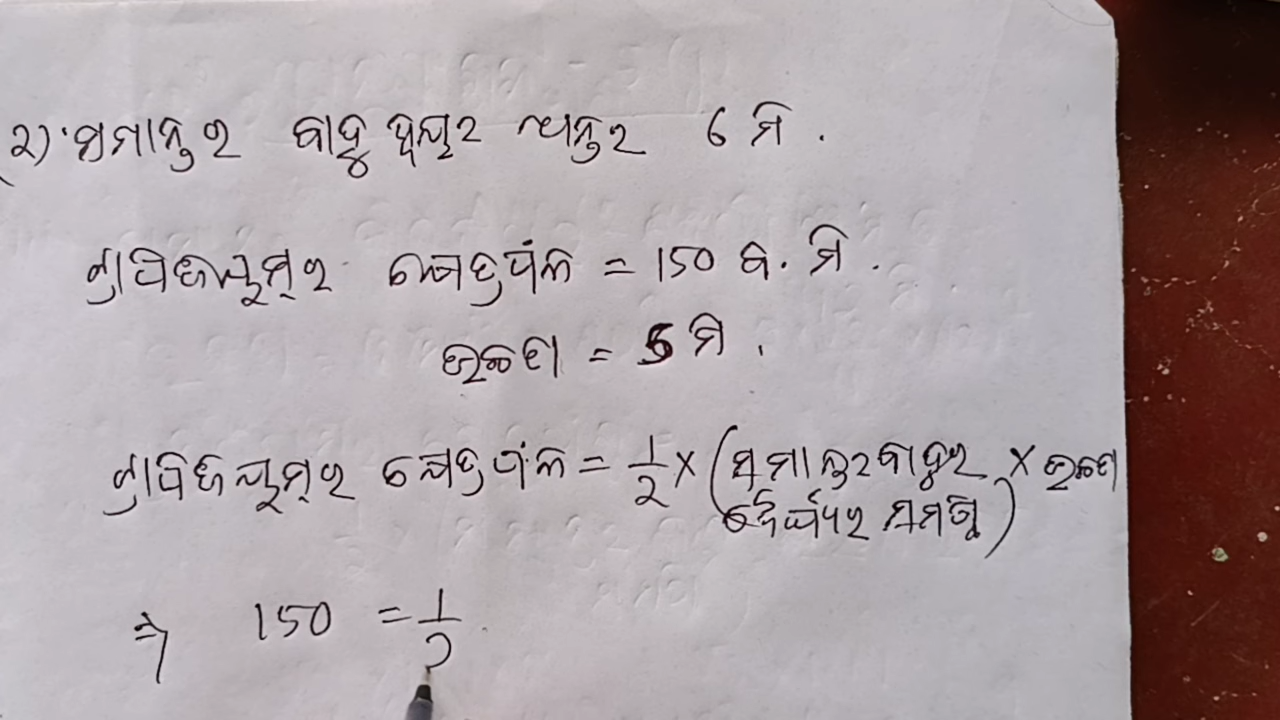 ୨) ସମାନ୍ତର ବାହୁ ଦ୍ୱୟର ଅନ୍ତର 6 ମି .
ଟ୍ରାପିଜିୟମ୍‌ର କ୍ଷେତ୍ରଫଳ = 150 ବ. ମି .
ଉଚ୍ଚତା = 5 ମି .
ଟ୍ରାପିଜିୟମ୍‌ର କ୍ଷେତ୍ରଫଳ = 1/2 × (ସମାନ୍ତର ବାହୁର ଦୈର୍ଘ୍ୟର ସମଷ୍ଟି) × ଉଚ୍ଚତା
⇒ 150 = 1/2